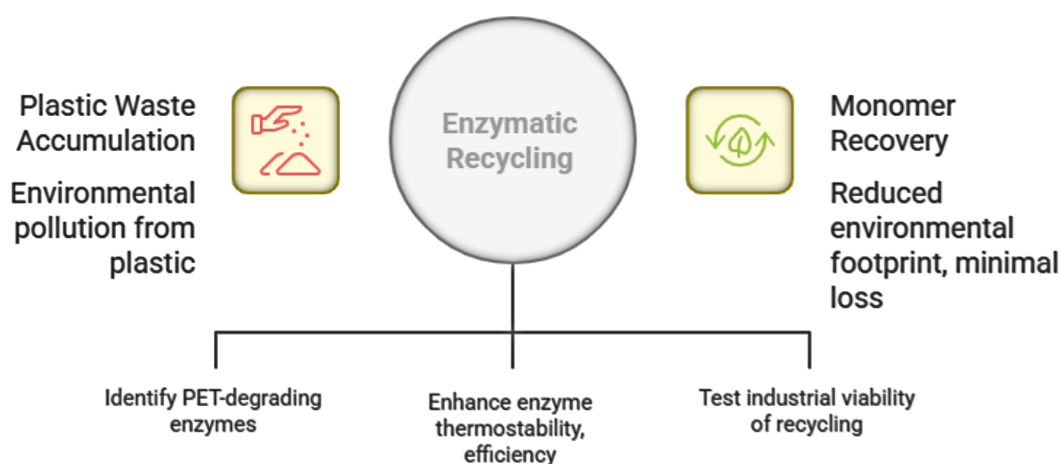 Plastic Waste
Accumulation
Environmental
pollution from
plastic
Enzymatic
Recycling
Monomer
Recovery
Reduced
environmental
footprint, minimal
loss
Identify PET-degrading
enzymes
Enhance enzyme
thermostability,
efficiency
Test industrial viability
of recycling